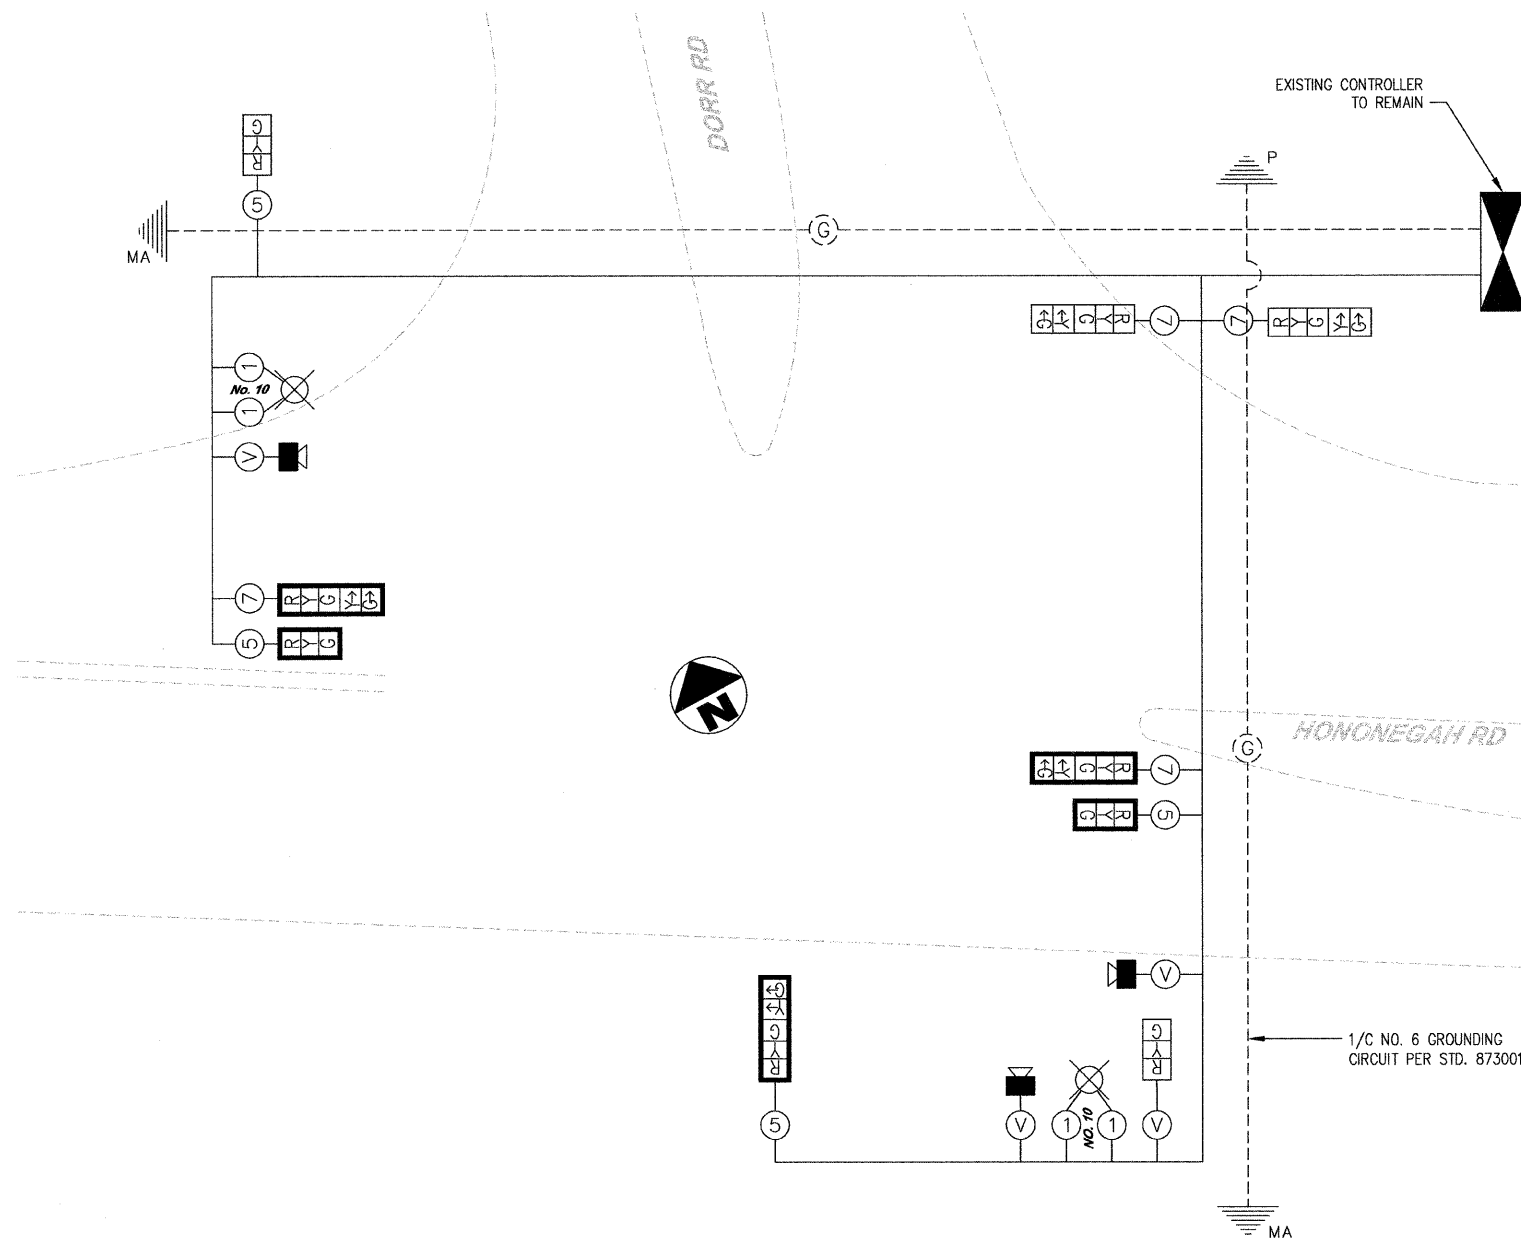 DORR RD
EXISTING CONTROLLER
TO REMAIN
R Y G
5
P
MA
G
R Y G ←Y ←G
7
7
R Y G Y→ G→
1
No. 10
1
V
7
R Y G Y→ G→
5
R Y G
N
HONONEGAH RD
G
R Y G ←Y ←G
7
R Y G
5
V
R Y G ←Y ←G
5
V
1
NO. 10
1
R Y G
V
1/C NO. 6 GROUNDING
CIRCUIT PER STD. 873001
MA